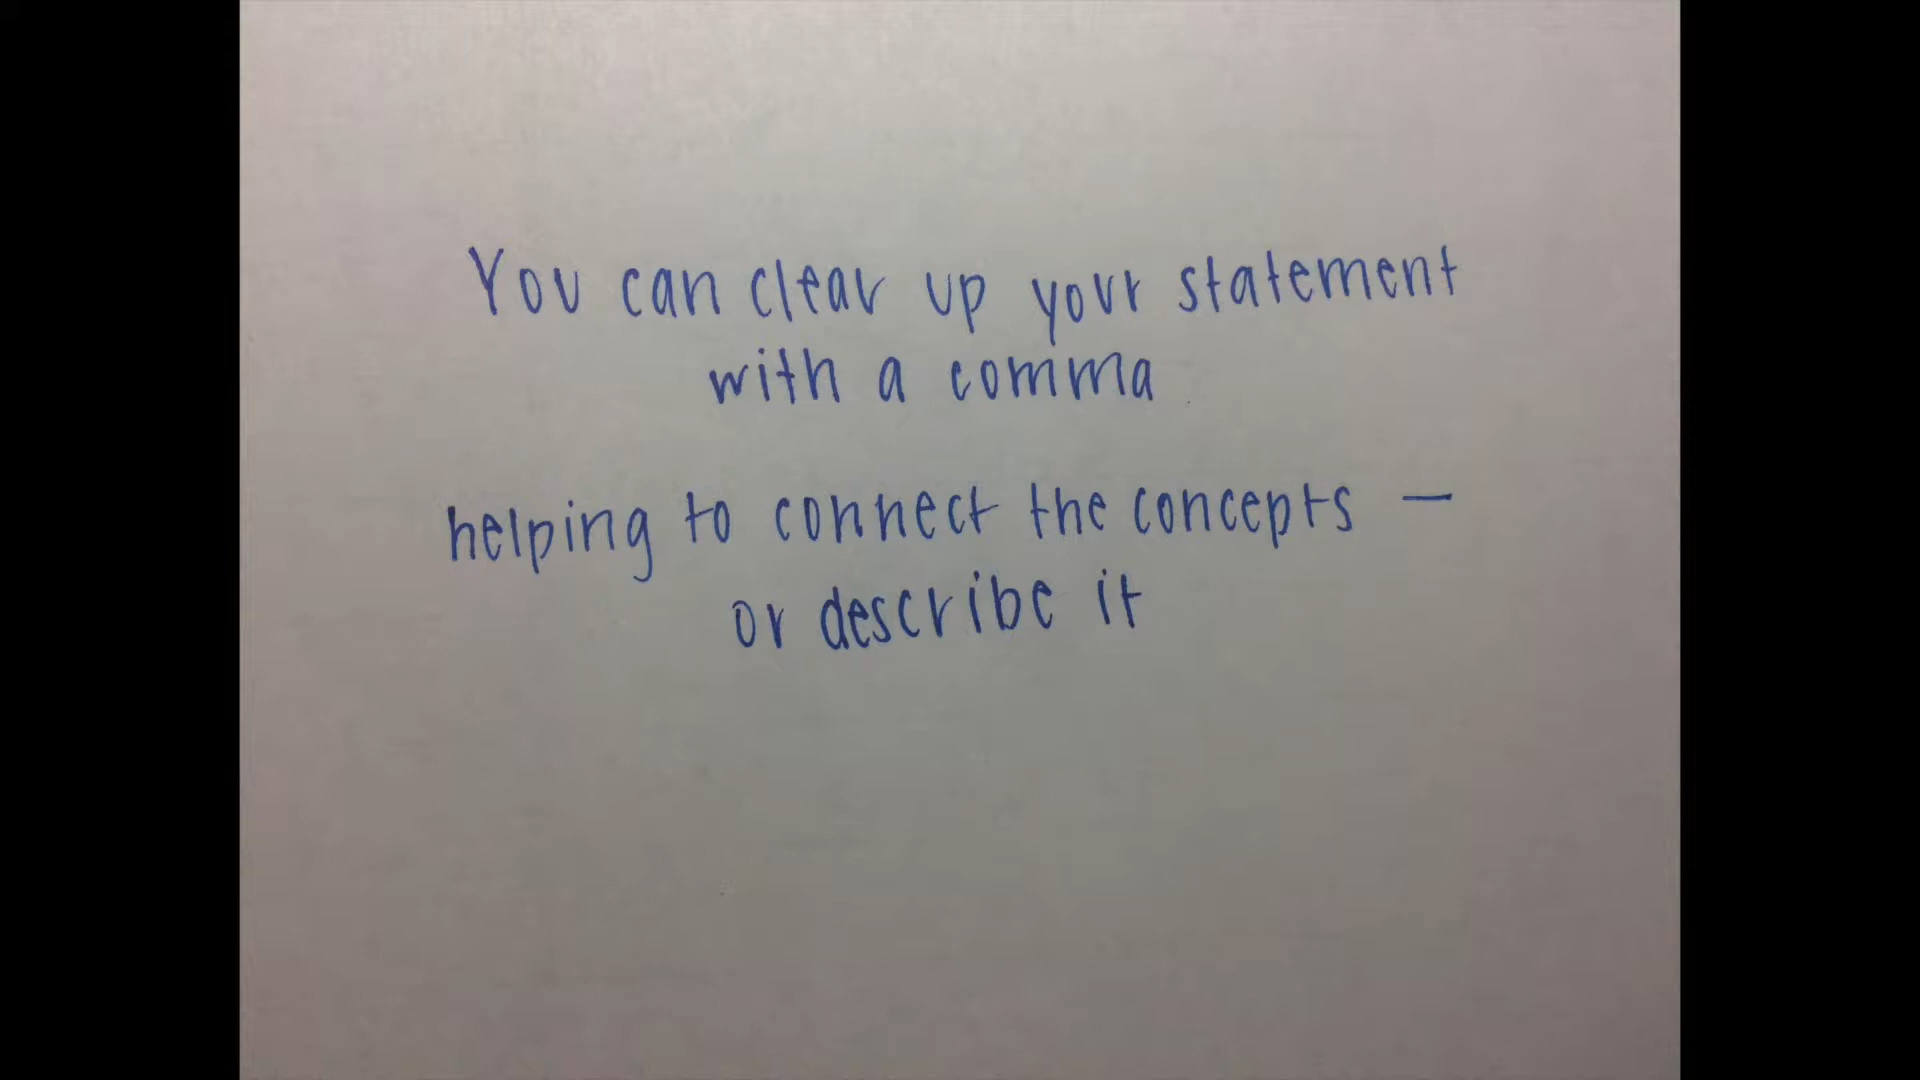 You can clear up your statement
with a comma
helping to connect the concepts —
or describe it